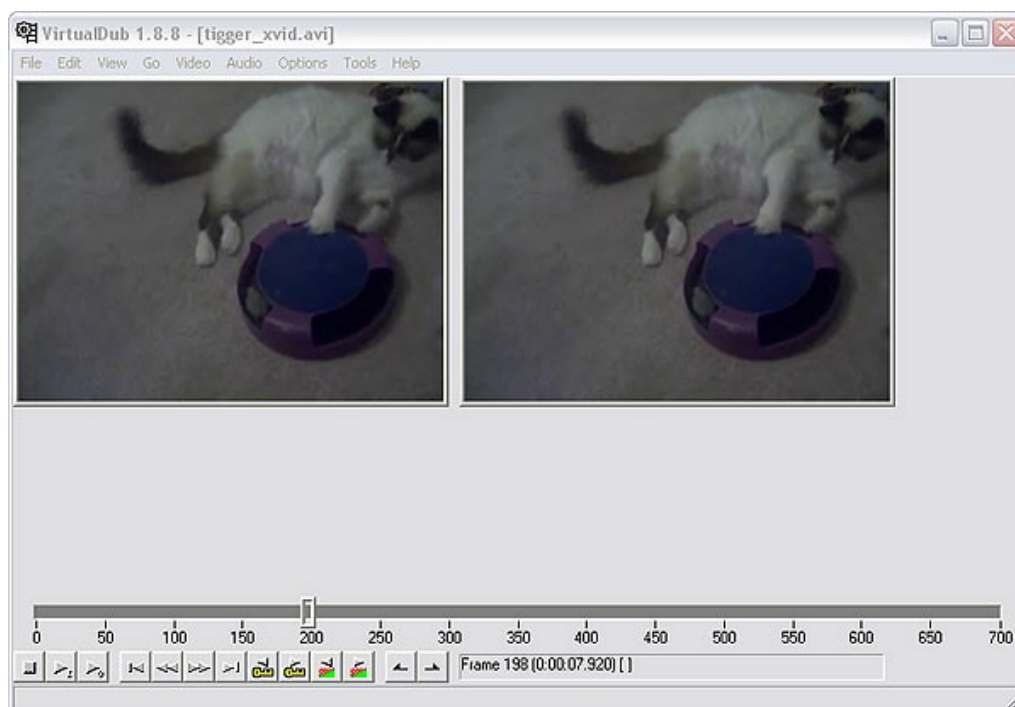 VirtualDub 1.8.8 - [tigger_xvid.avi]
File Edit View Go Video Audio Options Tools Help
0 50 100 150 200 250 300 350 400 450 500 550 600 650 700
Frame 198 (0:00:07.920) [ ]